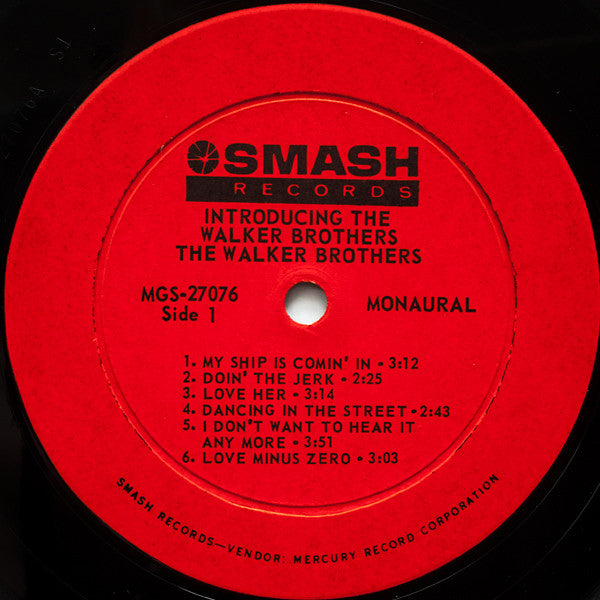 SMASH
RECORDS
INTRODUCING THE
WALKER BROTHERS
THE WALKER BROTHERS
MGS-27076
Side 1
MONAURAL
1. MY SHIP IS COMIN' IN • 3:12
2. DOIN' THE JERK • 2:25
3. LOVE HER • 3:14
4. DANCING IN THE STREET • 2:43
5. I DON'T WANT TO HEAR IT
ANY MORE • 3:51
6. LOVE MINUS ZERO • 3:03
SMASH RECORDS—VENDOR: MERCURY RECORD CORPORATION